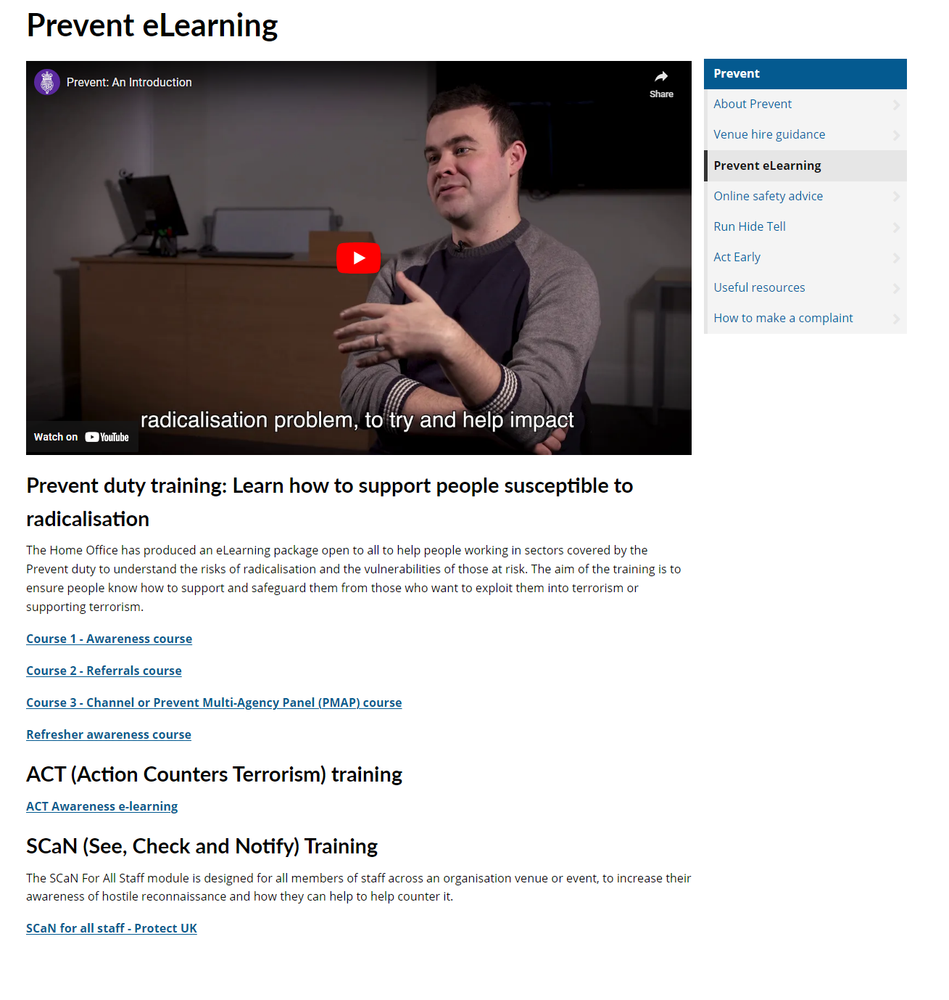 Prevent eLearning
Prevent: An Introduction
Share
radicalisation problem, to try and help impact
Watch on YouTube
Prevent
About Prevent
Venue hire guidance
Prevent eLearning
Online safety advice
Run Hide Tell
Act Early
Useful resources
How to make a complaint
Prevent duty training: Learn how to support people susceptible to
radicalisation
The Home Office has produced an eLearning package open to all to help people working in sectors covered by the
Prevent duty to understand the risks of radicalisation and the vulnerabilities of those at risk. The aim of the training is to
ensure people know how to support and safeguard them from those who want to exploit them into terrorism or
supporting terrorism.
Course 1 - Awareness course
Course 2 - Referrals course
Course 3 - Channel or Prevent Multi-Agency Panel (PMAP) course
Refresher awareness course
ACT (Action Counters Terrorism) training
ACT Awareness e-learning
SCaN (See, Check and Notify) Training
The SCaN For All Staff module is designed for all members of staff across an organisation venue or event, to increase their
awareness of hostile reconnaissance and how they can help to help counter it.
SCaN for all staff - Protect UK